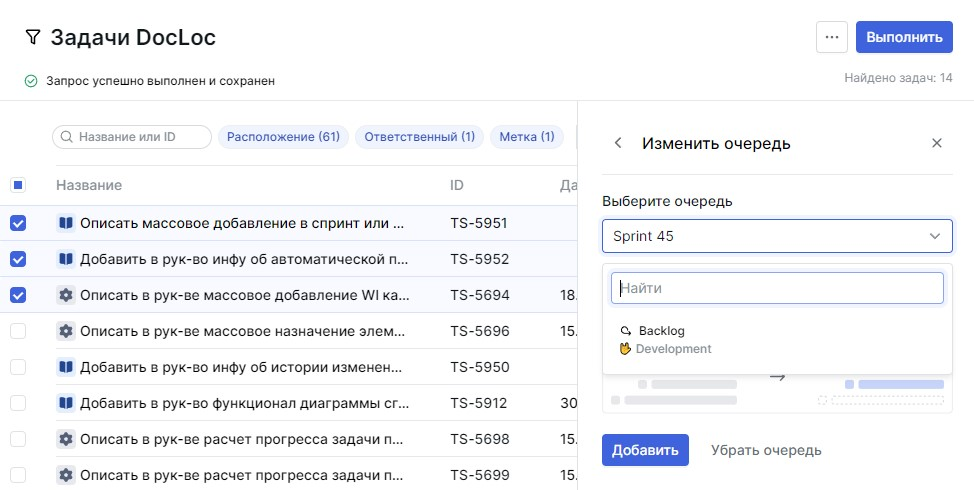 Задачи DocLoc
Выполнить
Запрос успешно выполнен и сохранен
Найдено задач: 14
Название или ID
Расположение (61)
Ответственный (1)
Метка (1)
Название ID Да
Описать массовое добавление в спринт или ... TS-5951
Добавить в рук-во инфу об автоматической п... TS-5952
Описать в рук-ве массовое добавление WI ка... TS-5694 18.
Описать в рук-ве массовое назначение элем... TS-5696 15.
Добавить в рук-во инфу об истории изменен... TS-5950
Добавить в рук-во функционал диаграммы сг... TS-5912 30
Описать в рук-ве расчет прогресса задачи п... TS-5698 15.
Описать в рук-ве расчет прогресса задачи п... TS-5699 15.
Изменить очередь
Выберите очередь
Sprint 45
Найти
Backlog
Development
Добавить
Убрать очередь